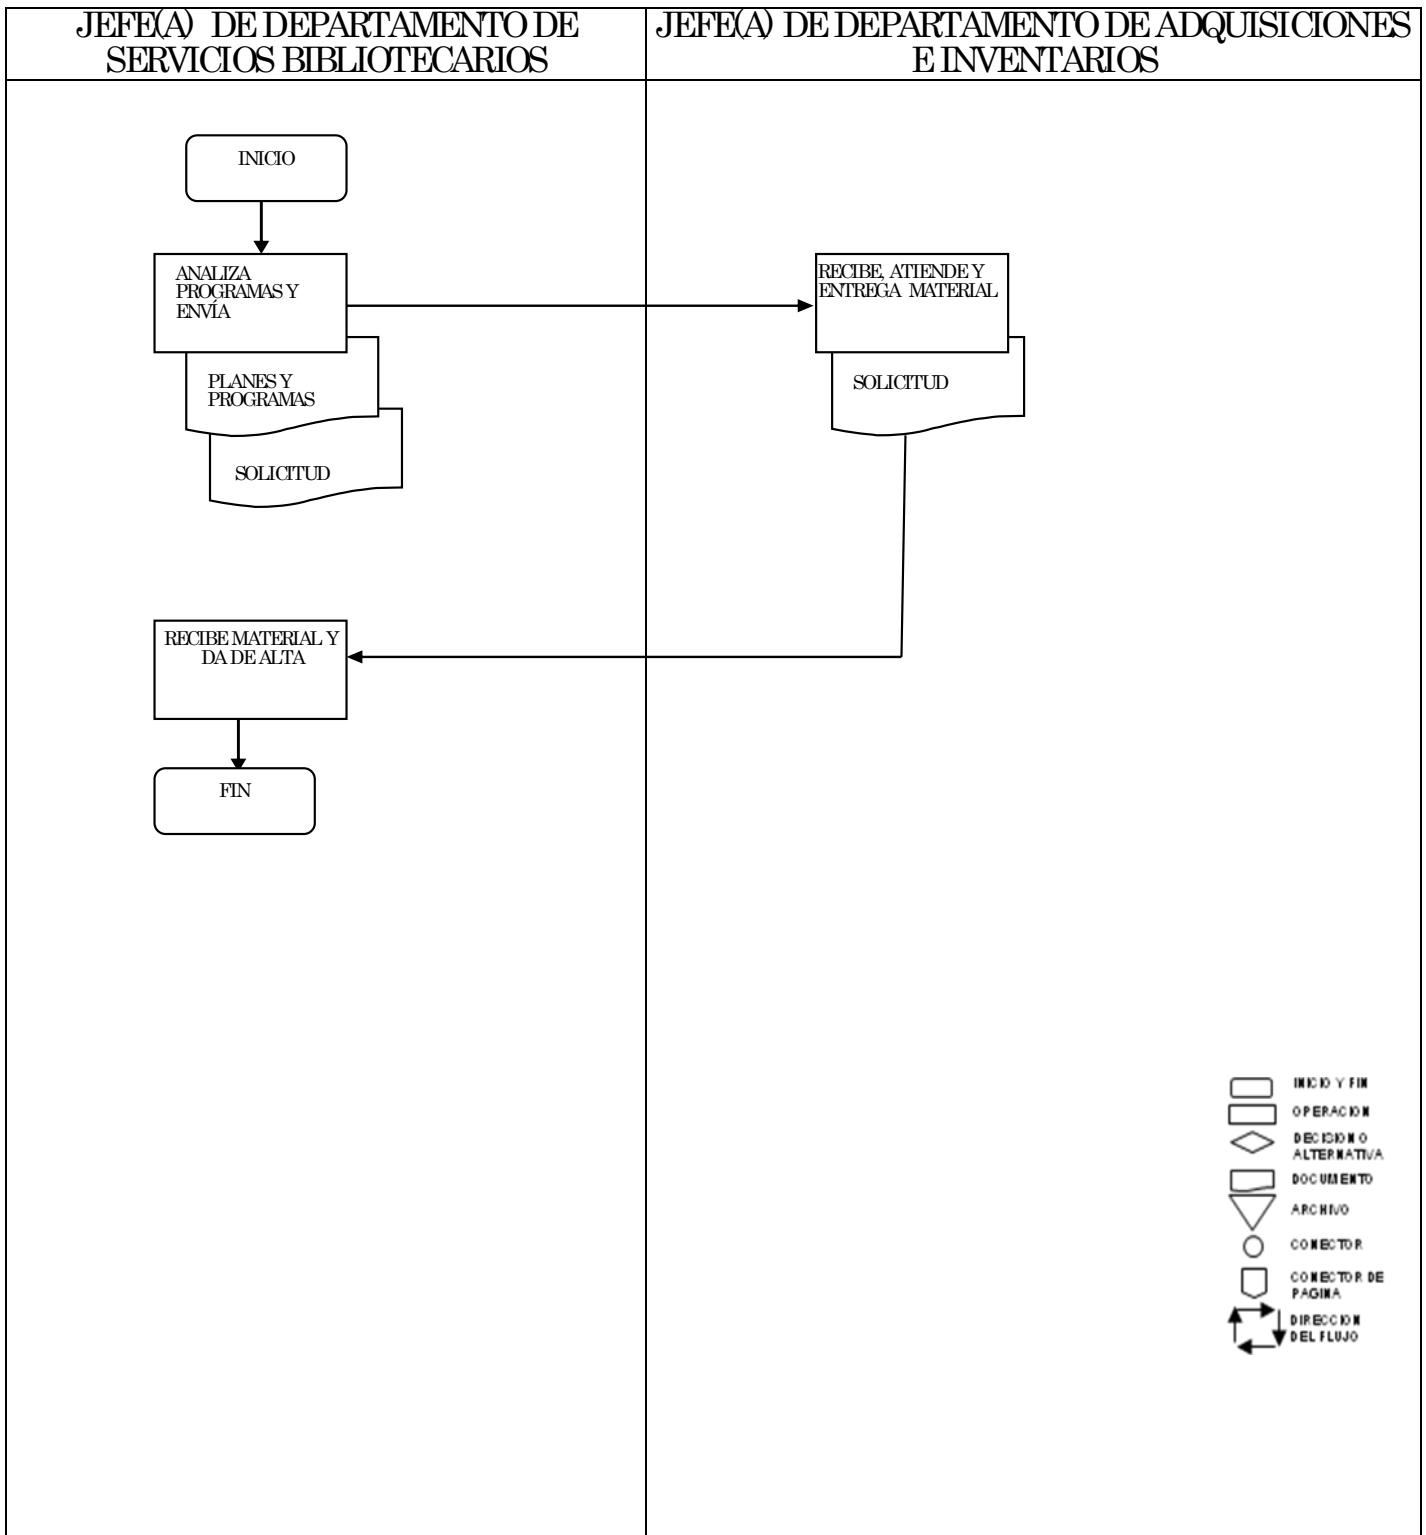 JEFE(A) DE DEPARTAMENTO DE
SERVICIOS BIBLIOTECARIOS
JEFE(A) DE DEPARTAMENTO DE ADQUISICIONES
E INVENTARIOS
INICIO
ANALIZA
PROGRAMAS Y
ENVÍA
PLANES Y
PROGRAMAS
SOLICITUD
RECIBE, ATIENDE Y
ENTREGA MATERIAL
SOLICITUD
RECIBE MATERIAL Y
DA DE ALTA
FIN
INICIO Y FIN
OPERACION
DECISION O
ALTERNATIVA
DOCUMENTO
ARCHIVO
CONECTOR
CONECTOR DE
PAGINA
DIRECCION
DEL FLUJO